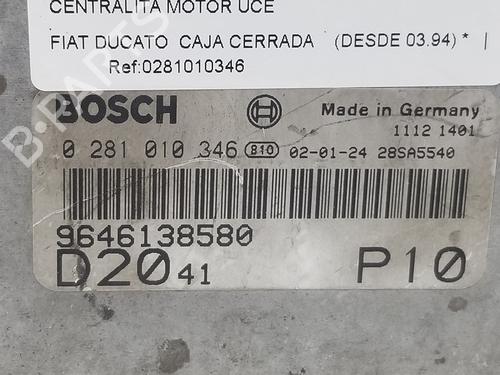 CENTRALITA MOTOR UCE
FIAT DUCATO CAJA CERRADA (DESDE 03.94) * |
Ref:0281010346
BOSCH
Made in Germany
1112 1401
0 281 010 346 810 02-01-24 28SA5540
9646138580
D20 41 P10
B-PARTS